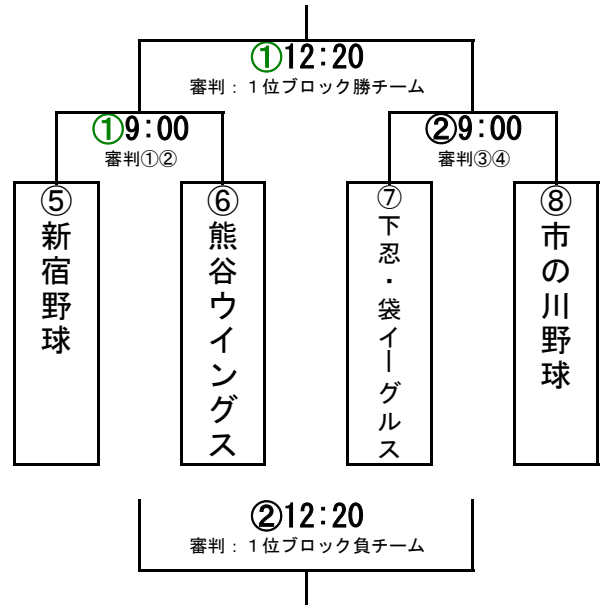 ①12:20
審判：１位ブロック勝チーム
①9:00
審判①②
②9:00
審判③④
⑤新宿野球
⑥熊谷ウイングス
⑦下忍・袋イーグルス
⑧市の川野球
②12:20
審判：１位ブロック負チーム